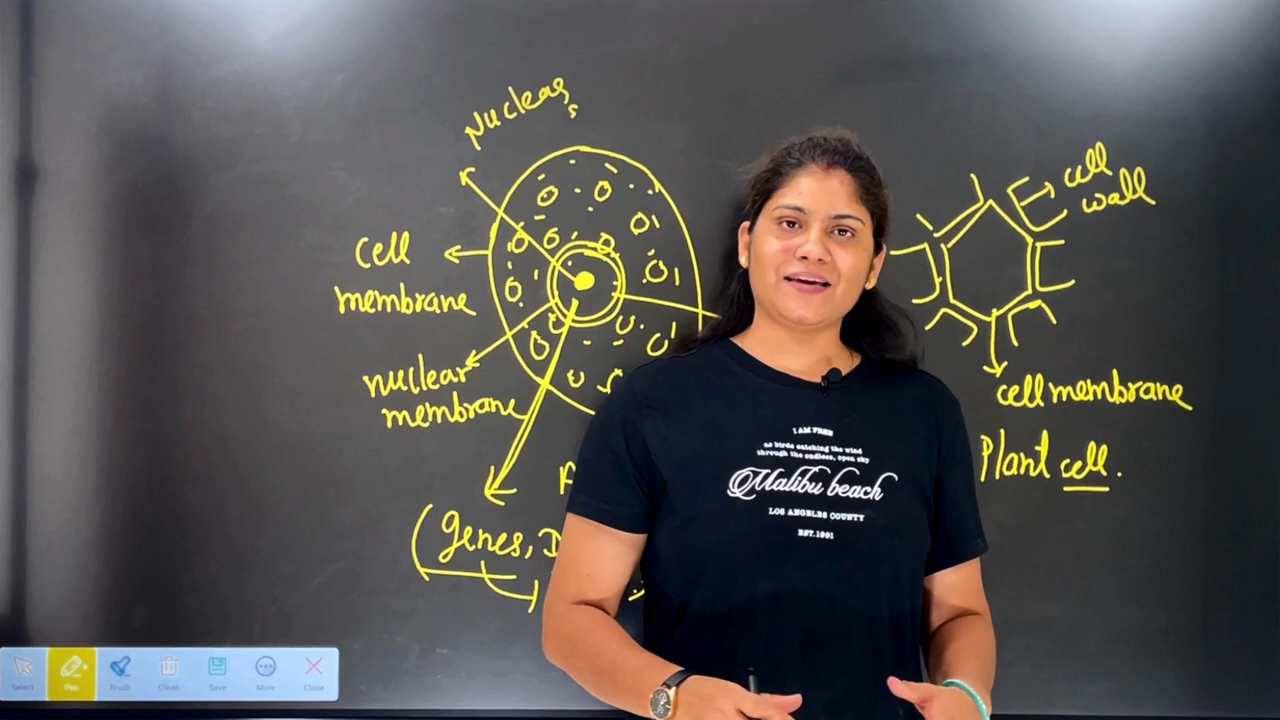 Nucleas
cell
membrane
nuclear
membrane
(Genes,
cell
wall
cell membrane
Plant cell.
I AM FREE
as birds catching the wind
through the endless, open sky
Malibu beach
LOS ANGELES COUNTY
EST.1991
Select
Pen
Brush
Clean
Save
More
Close